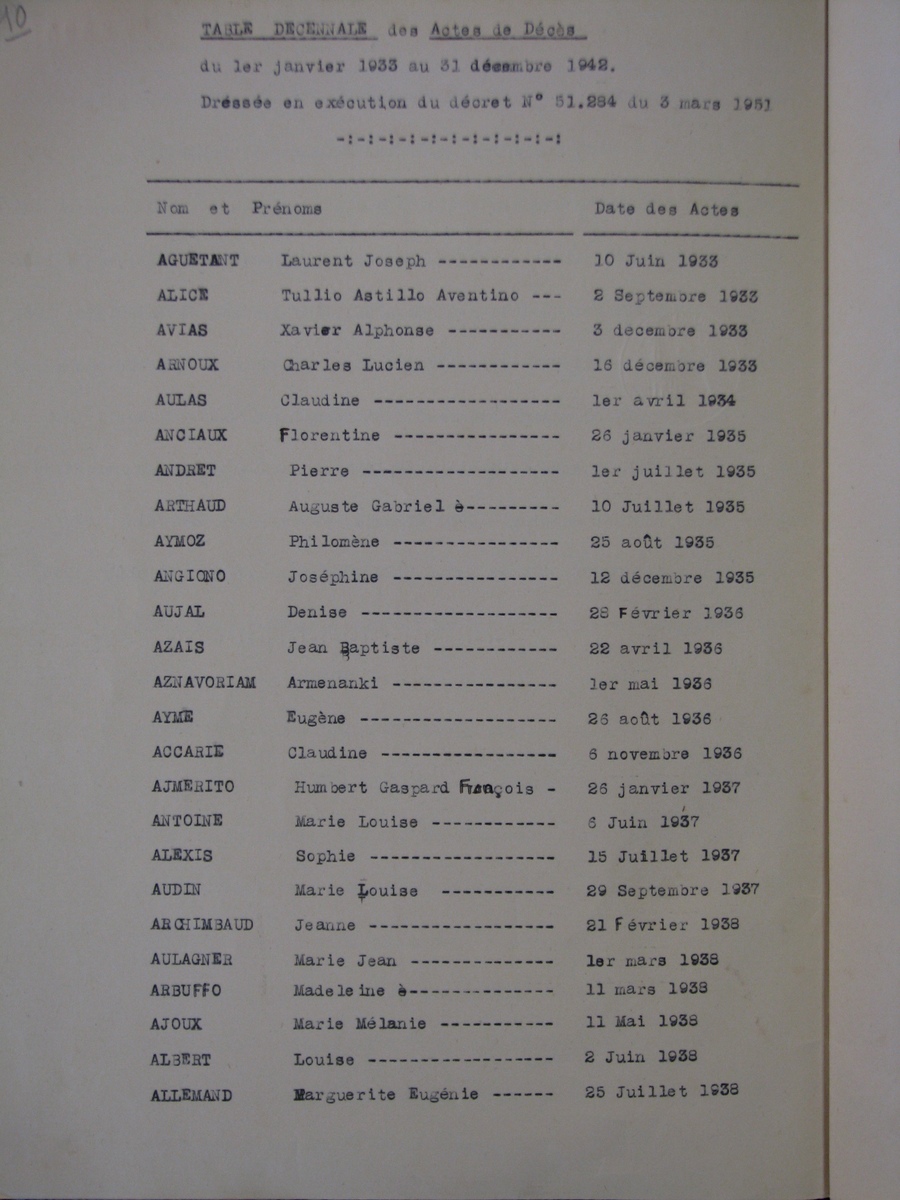 10
TABLE DECENNALE des Actes de Décès
du 1er janvier 1933 au 31 décembre 1942.
Dréssée en exécution du décret N° 51.284 du 3 mars 1951
-:-:-:-:-:-:-:-:-:-:-:
Nom et Prénoms Date des Actes
AGUETANT Laurent Joseph ------------ 10 Juin 1933
ALICE Tullio Astillo Aventino --- 2 Septembre 1933
AVIAS Xavier Alphonse ----------- 3 decembre 1933
ARNOUX Charles Lucien ------------ 16 décembre 1933
AULAS Claudine ------------------ 1er avril 1934
ANCIAUX Florentine ---------------- 26 janvier 1935
ANDRET Pierre ------------------- 1er juillet 1935
ARTHAUD Auguste Gabriel è--------- 10 Juillet 1935
AYMOZ Philomène ---------------- 25 août 1935
ANGIONO Joséphine ---------------- 12 décembre 1935
AUJAL Denise ------------------- 28 Février 1936
AZAIS Jean Baptiste ------------ 22 avril 1936
AZNAVORIAM Armenanki ---------------- 1er mai 1936
AYME Eugène ------------------- 26 août 1936
ACCARIE Claudine ----------------- 6 novembre 1936
AJMERITO Humbert Gaspard François - 26 janvier 1937
ANTOINE Marie Louise ------------ 6 Juin 1937
ALEXIS Sophie ------------------ 15 Juillet 1937
AUDIN Marie Louise ----------- 29 Septembre 1937
ARCHIMBAUD Jeanne ------------------ 21 Février 1938
AULAGNER Marie Jean -------------- 1er mars 1938
ARBUFFO Madeleine è-------------- 11 mars 1938
AJOUX Marie Mélanie ----------- 11 Mai 1938
ALBERT Louise ------------------ 2 Juin 1938
ALLEMAND Marguerite Eugénie ------ 25 Juillet 1938